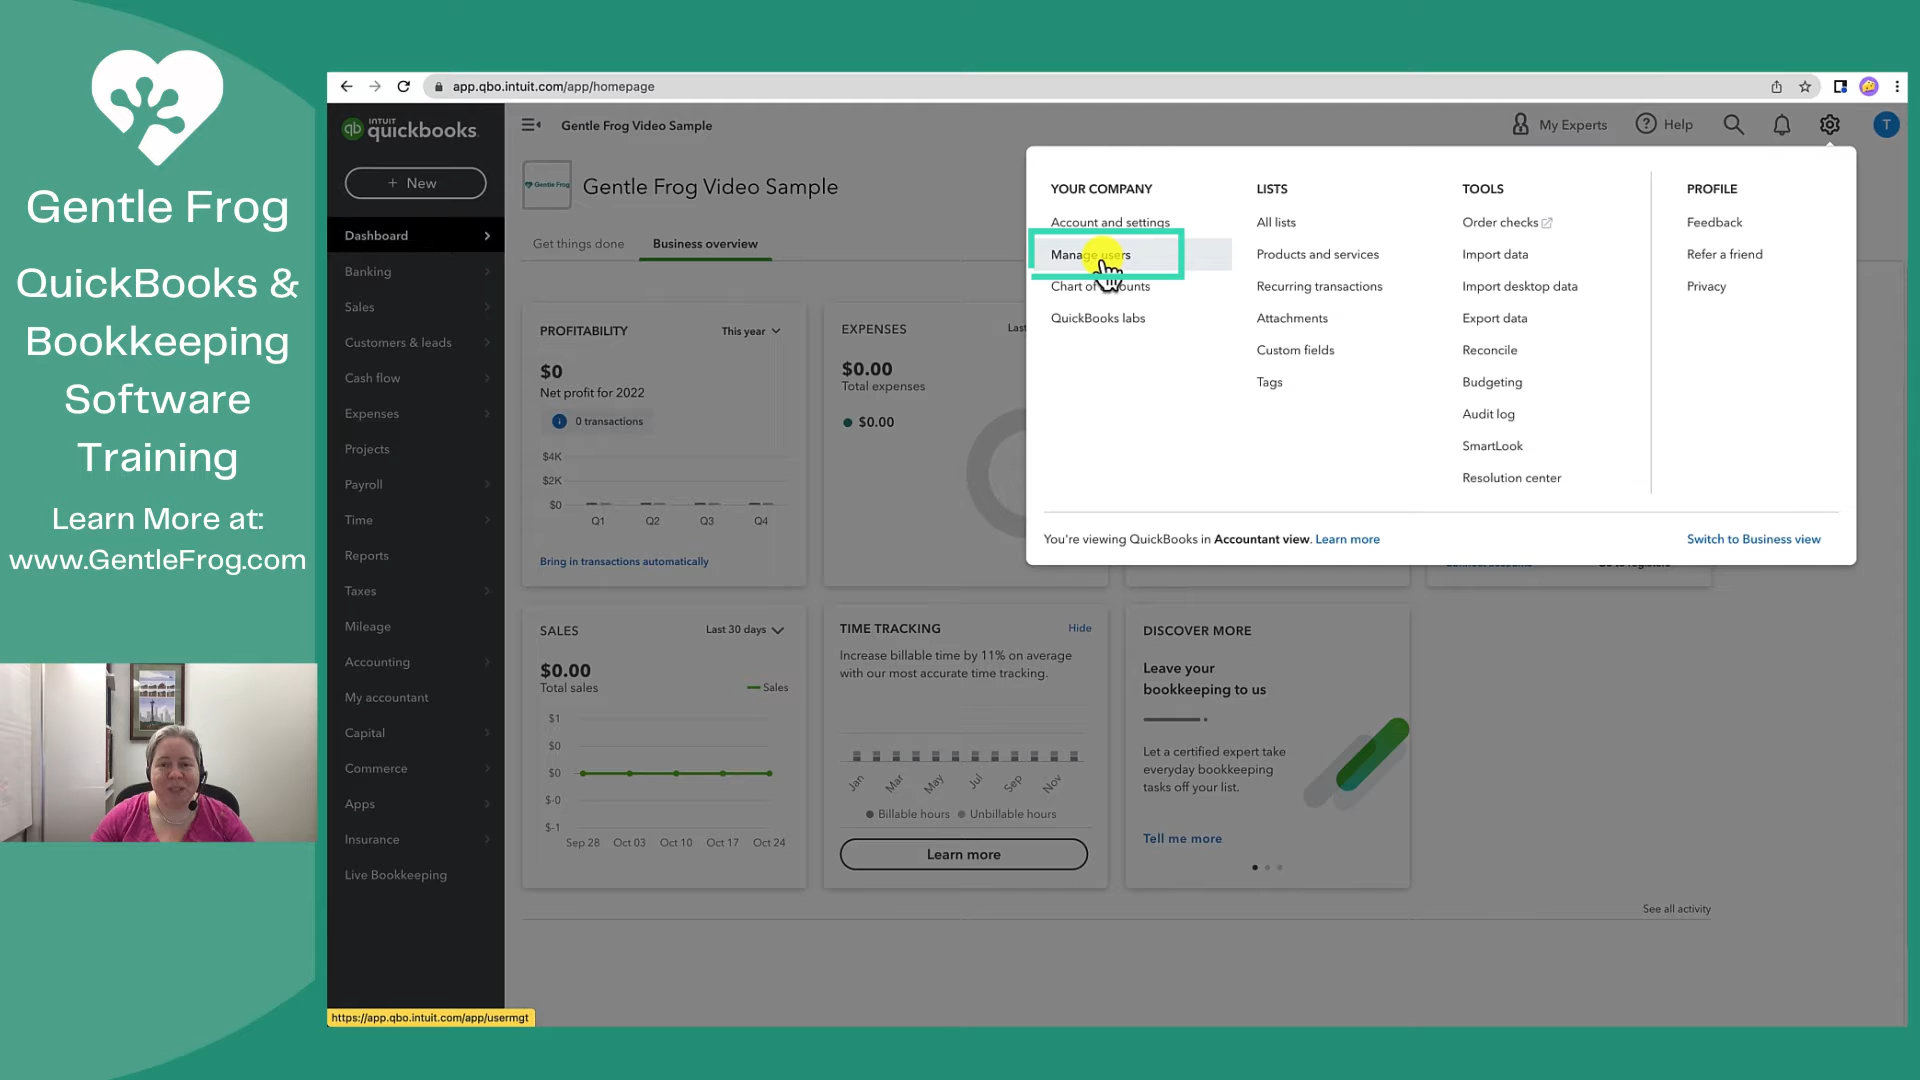 Gentle Frog
QuickBooks &
Bookkeeping
Software
Training
Learn More at:
www.GentleFrog.com
app.qbo.intuit.com/app/homepage
qb INTUIT quickbooks.
Gentle Frog Video Sample
My Experts
Help
T
+ New
Dashboard
Banking
Sales
Customers & leads
Cash flow
Expenses
Projects
Payroll
Time
Reports
Taxes
Mileage
Accounting
My accountant
Capital
Commerce
Apps
Insurance
Live Bookkeeping
Gentle Frog
Gentle Frog Video Sample
Get things done
Business overview
PROFITABILITY
This year
$0
Net profit for 2022
0 transactions
$4K
$2K
$0
Q1 Q2 Q3 Q4
Bring in transactions automatically
EXPENSES
Last
$0.00
Total expenses
$0.00
YOUR COMPANY
Account and settings
Manage users
Chart of
QuickBooks labs
LISTS
All lists
Products and services
Recurring transactions
Attachments
Custom fields
Tags
TOOLS
Order checks
Import data
Import desktop data
Export data
Reconcile
Budgeting
Audit log
SmartLook
Resolution center
PROFILE
Feedback
Refer a friend
Privacy
You're viewing QuickBooks in Accountant view. Learn more
Switch to Business view
SALES
Last 30 days
$0.00
Total sales
Sales
$1
$0
$0
$-0
$-1
Sep 28 Oct 03 Oct 10 Oct 17 Oct 24
TIME TRACKING
Hide
Increase billable time by 11% on average
with our most accurate time tracking.
Jan Mar May Jul Sep Nov
Billable hours Unbillable hours
Learn more
DISCOVER MORE
Leave your
bookkeeping to us
Let a certified expert take
everyday bookkeeping
tasks off your list.
Tell me more
See all activity
https://app.qbo.intuit.com/app/usermgt